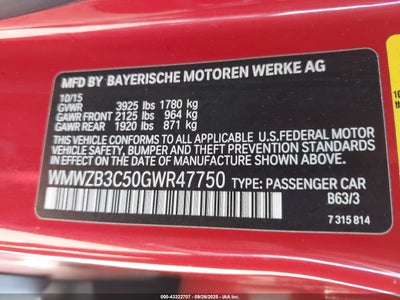 MFD BY BAYERISCHE MOTOREN WERKE AG
10/15
GVWR 3925 lbs 1780 kg
GAWR FRONT 2125 lbs 964 kg
GAWR REAR 1920 lbs 871 kg
THIS VEHICLE CONFORMS TO ALL APPLICABLE U.S.FEDERAL MOTOR
VEHICLE SAFETY, BUMPER, AND THEFT PREVENTION STANDARDS
IN EFFECT ON THE DATE OF MANUFACTURE SHOWN ABOVE.
WMWZB3C50GWR47750 TYPE: PASSENGER CAR
B63/3
7 315 814
000-43322707 - 09/26/2025 - IAAI.com